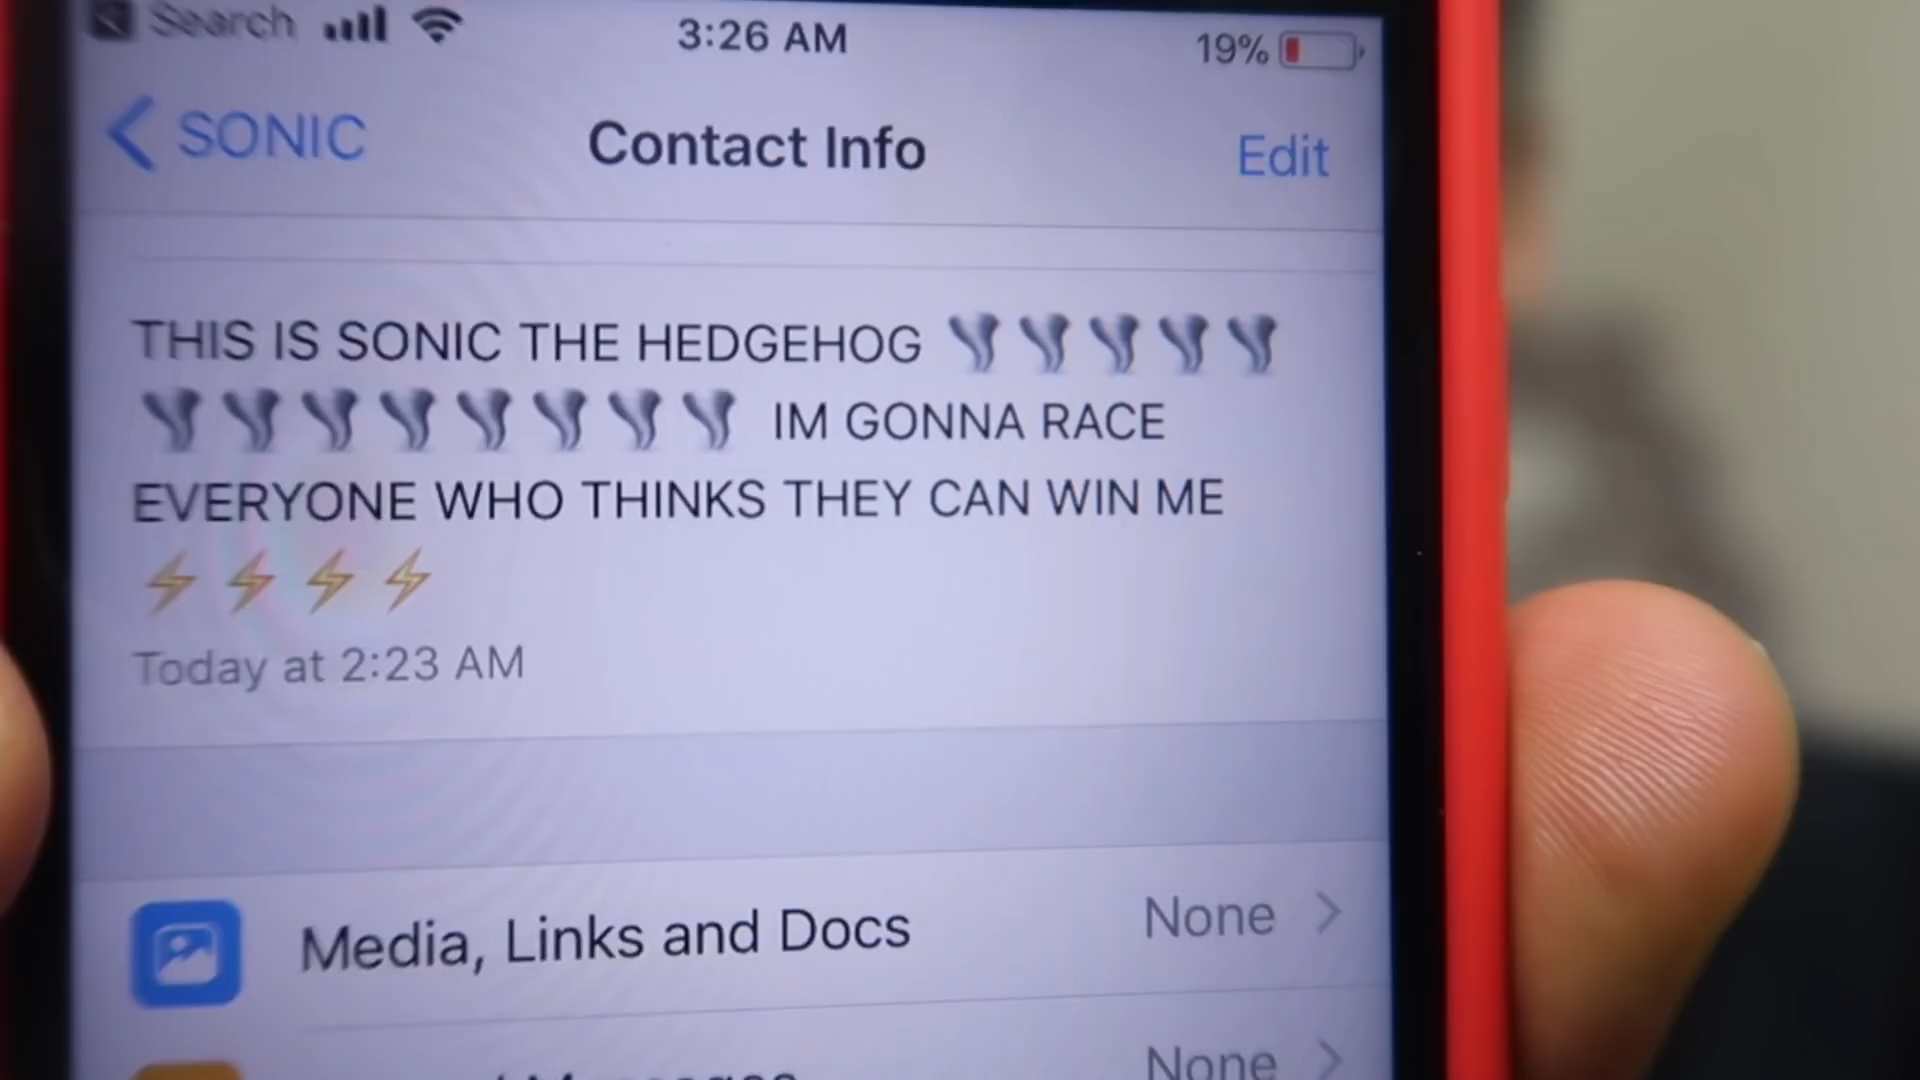 Search 3:26 AM 19%
SONIC Contact Info Edit
THIS IS SONIC THE HEDGEHOG 🌪🌪🌪🌪🌪
🌪🌪🌪🌪🌪🌪🌪🌪 IM GONNA RACE
EVERYONE WHO THINKS THEY CAN WIN ME
⚡⚡⚡⚡
Today at 2:23 AM
Media, Links and Docs None
None